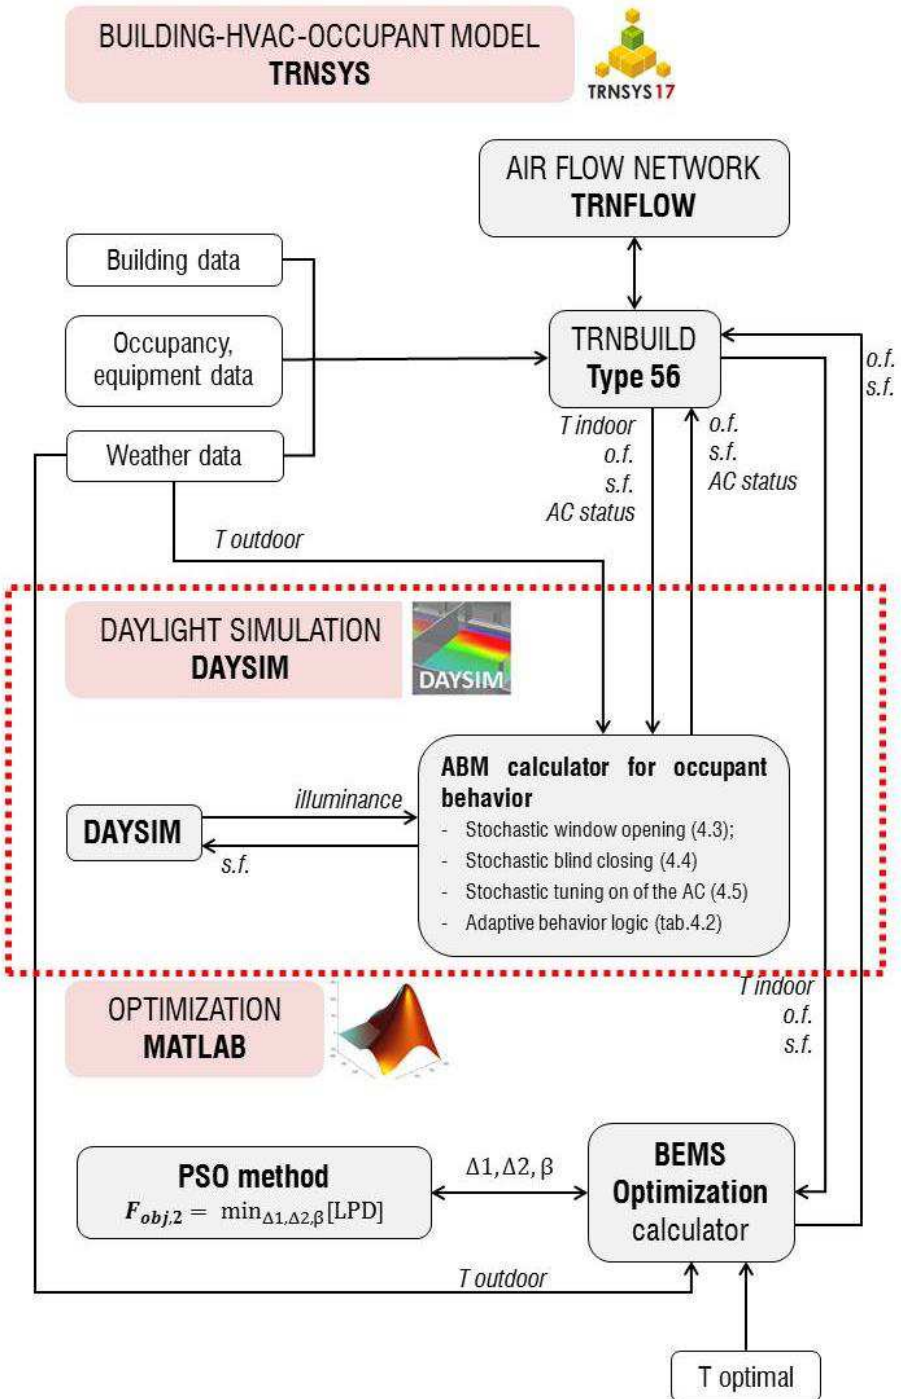 BUILDING-HVAC-OCCUPANT MODEL
TRNSYS
TRNSYS17
AIR FLOW NETWORK
TRNFLOW
Building data
Occupancy,
equipment data
Weather data
TRNBUILD
Type 56
o.f.
s.f.
T indoor
o.f.
s.f.
AC status
o.f.
s.f.
AC status
T outdoor
DAYLIGHT SIMULATION
DAYSIM
DAYSIM
DAYSIM
illuminance
s.f.
ABM calculator for occupant
behavior
- Stochastic window opening (4.3);
- Stochastic blind closing (4.4)
- Stochastic tuning on of the AC (4.5)
- Adaptive behavior logic (tab.4.2)
OPTIMIZATION
MATLAB
T indoor
o.f.
s.f.
PSO method
F_obj,2 = min_Δ1,Δ2,β[LPD]
Δ1, Δ2, β
BEMS
Optimization
calculator
T outdoor
T optimal